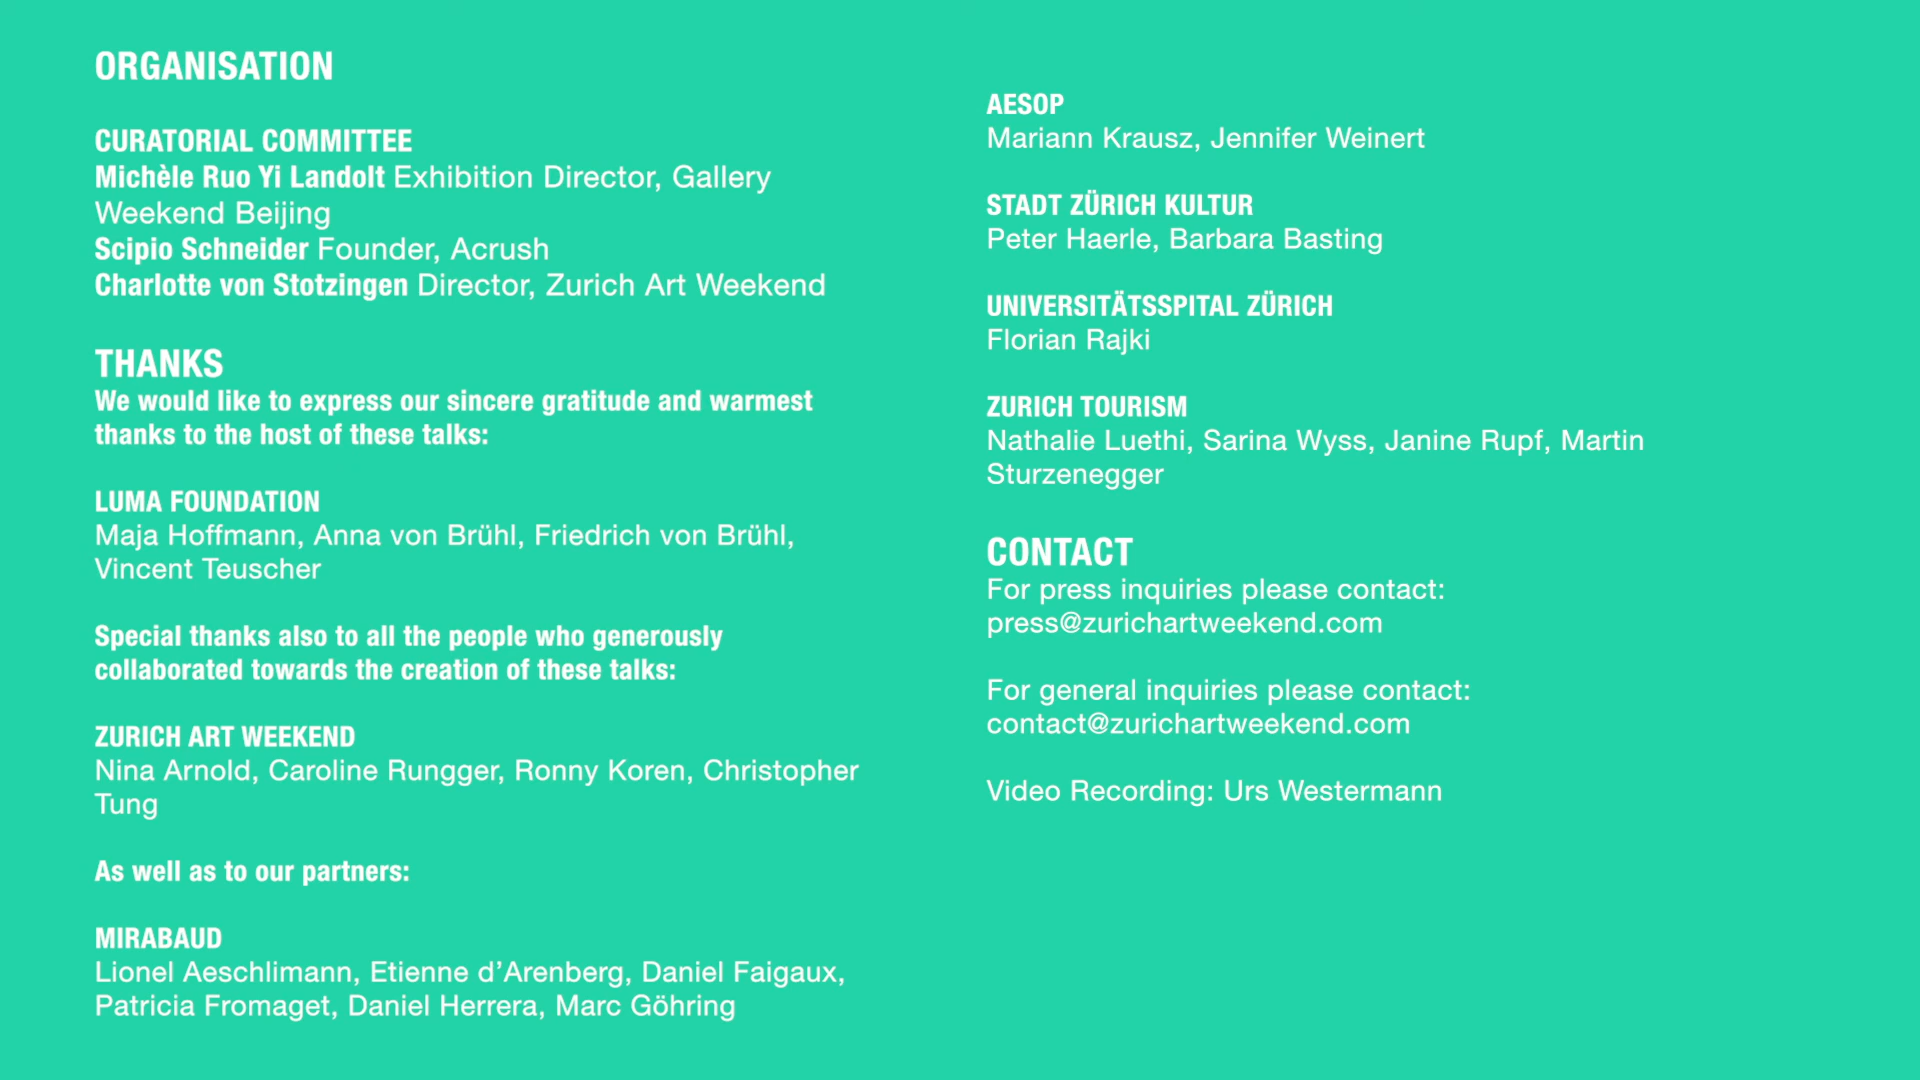 ORGANISATION
CURATORIAL COMMITTEE
Michèle Ruo Yi Landolt Exhibition Director, Gallery
Weekend Beijing
Scipio Schneider Founder, Acrush
Charlotte von Stotzingen Director, Zurich Art Weekend
THANKS
We would like to express our sincere gratitude and warmest
thanks to the host of these talks:
LUMA FOUNDATION
Maja Hoffmann, Anna von Brühl, Friedrich von Brühl,
Vincent Teuscher
Special thanks also to all the people who generously
collaborated towards the creation of these talks:
ZURICH ART WEEKEND
Nina Arnold, Caroline Rungger, Ronny Koren, Christopher
Tung
As well as to our partners:
MIRABAUD
Lionel Aeschlimann, Etienne d’Arenberg, Daniel Faigaux,
Patricia Fromaget, Daniel Herrera, Marc Göhring
AESOP
Mariann Krausz, Jennifer Weinert
STADT ZÜRICH KULTUR
Peter Haerle, Barbara Basting
UNIVERSITÄTSSPITAL ZÜRICH
Florian Rajki
ZURICH TOURISM
Nathalie Luethi, Sarina Wyss, Janine Rupf, Martin
Sturzenegger
CONTACT
For press inquiries please contact:
press@zurichartweekend.com
For general inquiries please contact:
contact@zurichartweekend.com
Video Recording: Urs Westermann